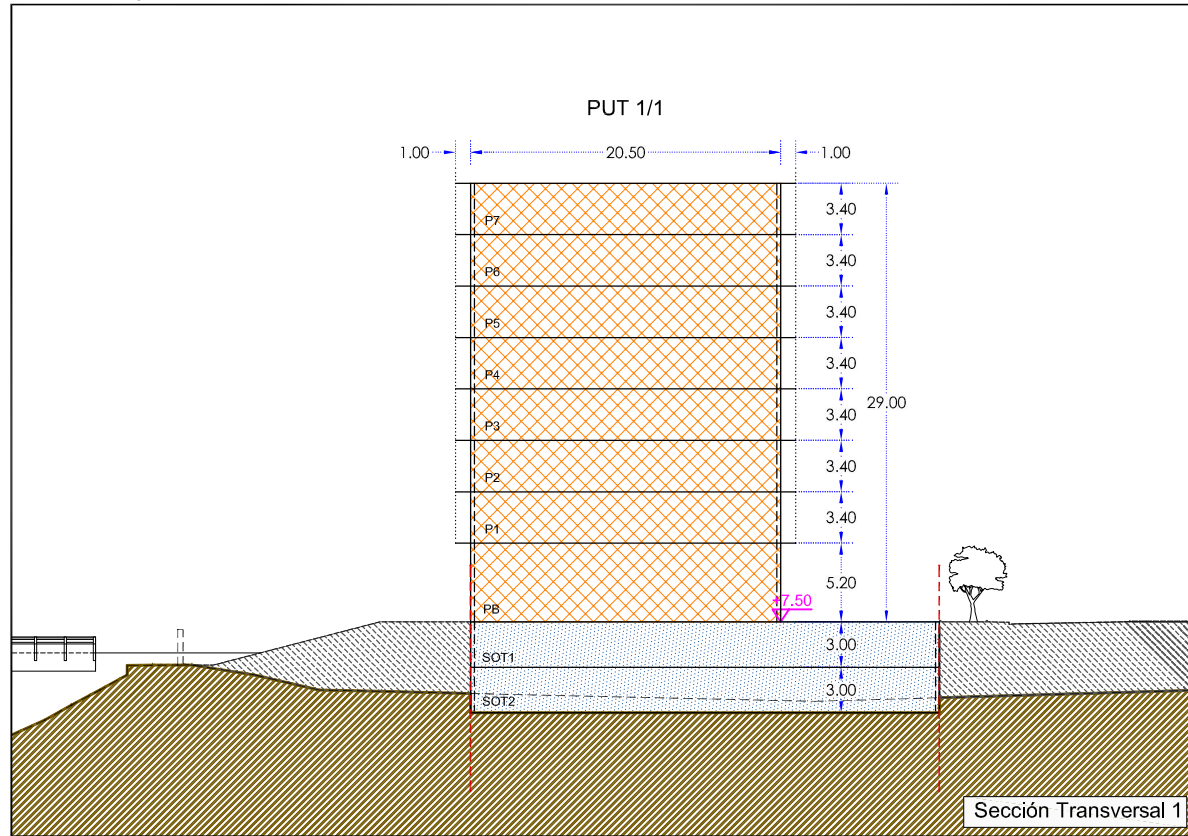 PUT 1/1
1.00 20.50 1.00
P7 3.40
P6 3.40
P5 3.40
P4 3.40
29.00
P3 3.40
P2 3.40
P1 3.40
PB 5.20
+7.50
SOT1 3.00
SOT2 3.00
Sección Transversal 1